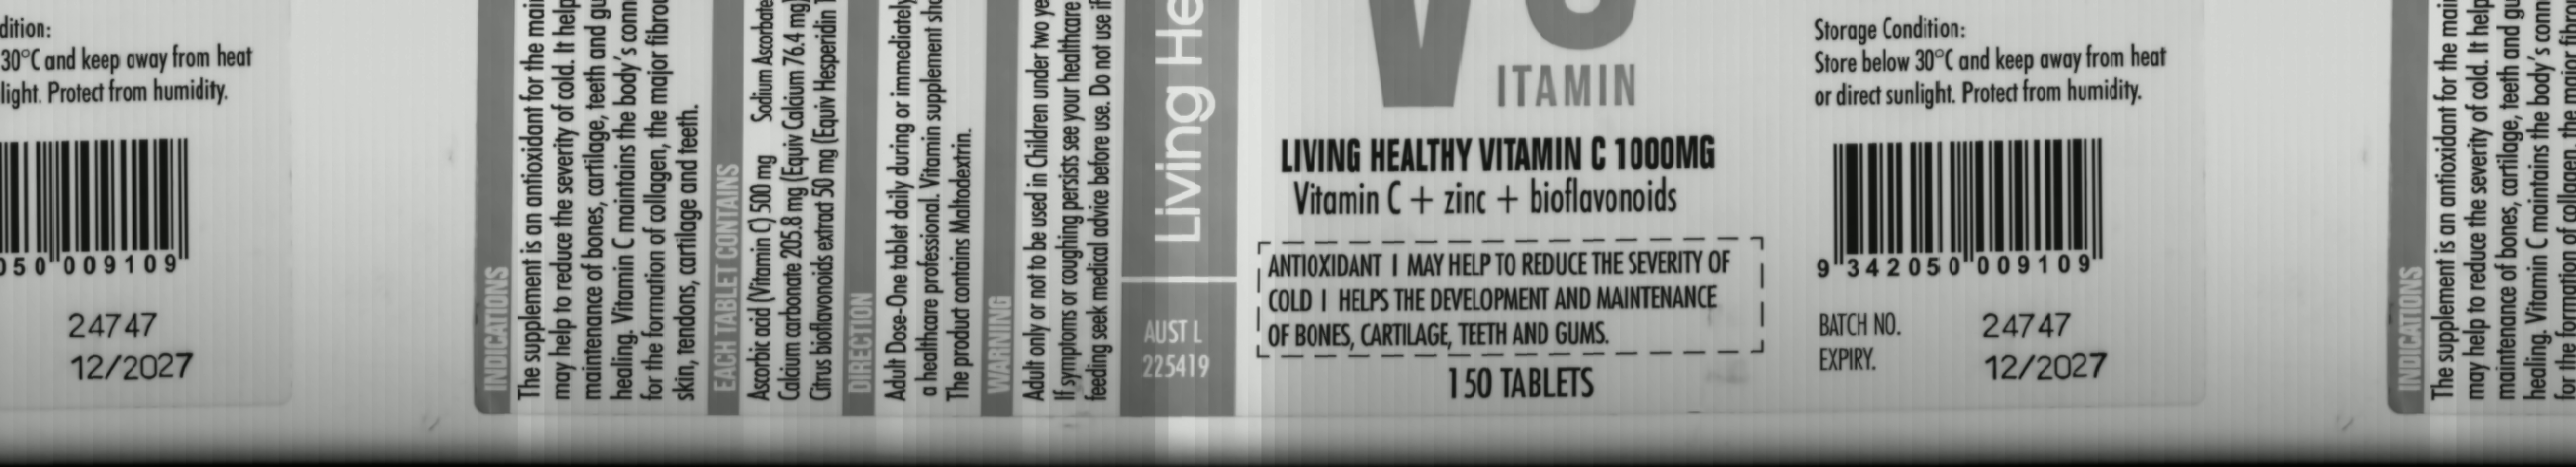 dition:
30°C and keep away from heat
light. Protect from humidity.
050 009109
24747
12/2027
INDICATIONS
The supplement is an antioxidant for the
may help to reduce the severity of cold. It help
maintenance of bones, cartilage, teeth and
healing. Vitamin C maintains the body's
for the formation of collagen, the major
skin, tendons, cartilage and teeth.
EACH TABLET CONTAINS
Ascorbic acid (Vitamin C) 500 mg Sodium Ascorbate
Calcium carbonate 205.8 mg (Equiv Calcium 76.4 mg)
Citrus bioflavonoids extrad 50 mg (Equiv Hesperidin
DIRECTION
Adult Dose-One tablet daily during or immediately
a healthcare professional. Vitamin supplement
The product contains Maltodextrin.
WARNING
Adult only or not to be used in Children under two
If symptoms or coughing persists see your healthcare
feeding seek medical advice before use. Do not use if
Living He
AUST L
225419
V C
ITAMIN
LIVING HEALTHY VITAMIN C 1000MG
Vitamin C + zinc + bioflavonoids
ANTIOXIDANT I MAY HELP TO REDUCE THE SEVERITY OF
COLD I HELPS THE DEVELOPMENT AND MAINTENANCE
OF BONES, CARTILAGE, TEETH AND GUMS.
150 TABLETS
Storage Condition:
Store below 30°C and keep away from heat
or direct sunlight. Protect from humidity.
9 342050 009109
BATCH NO. 24747
EXPIRY. 12/2027
INDICATIONS
The supplement is an antioxidant for the
may help to reduce the severity of cold. It help
maintenance of bones, cartilage, teeth and
healing. Vitamin C maintains the body's
for the formation of collagen, the major